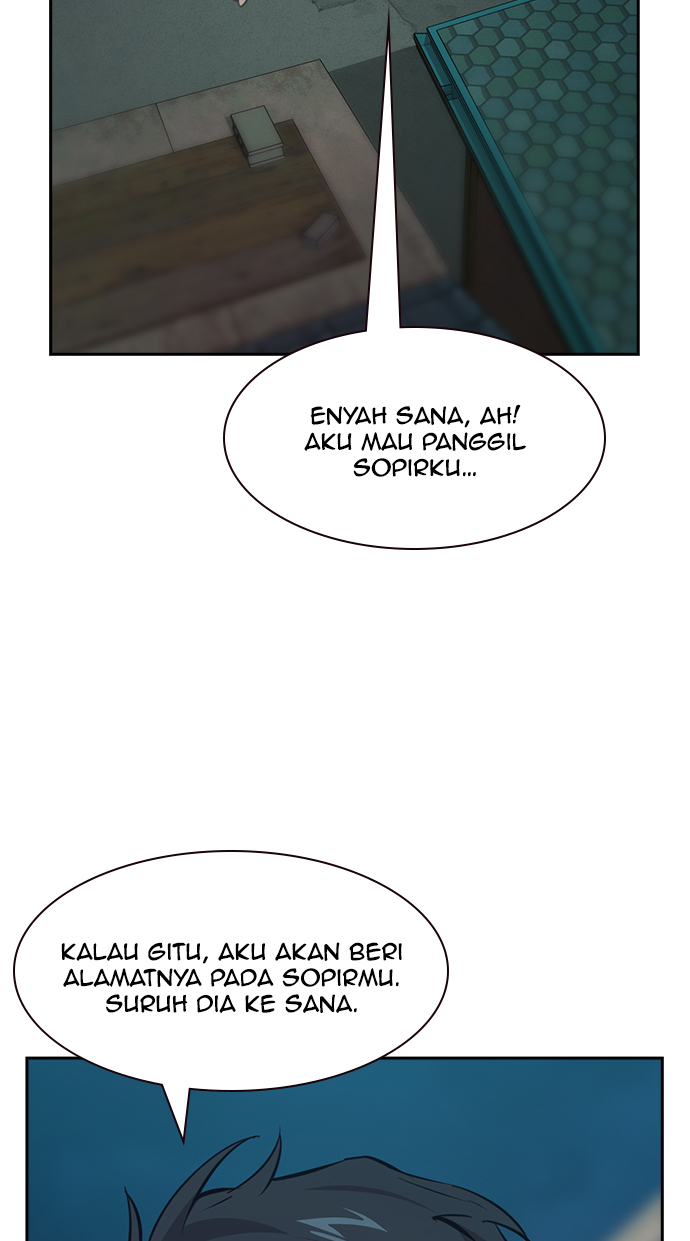 ENYAH SANA, AH!
AKU MAU PANGGIL
SOPIRKU...
KALAU GITU, AKU AKAN BERI
ALAMATNYA PADA SOPIRMU.
SURUH DIA KE SANA.